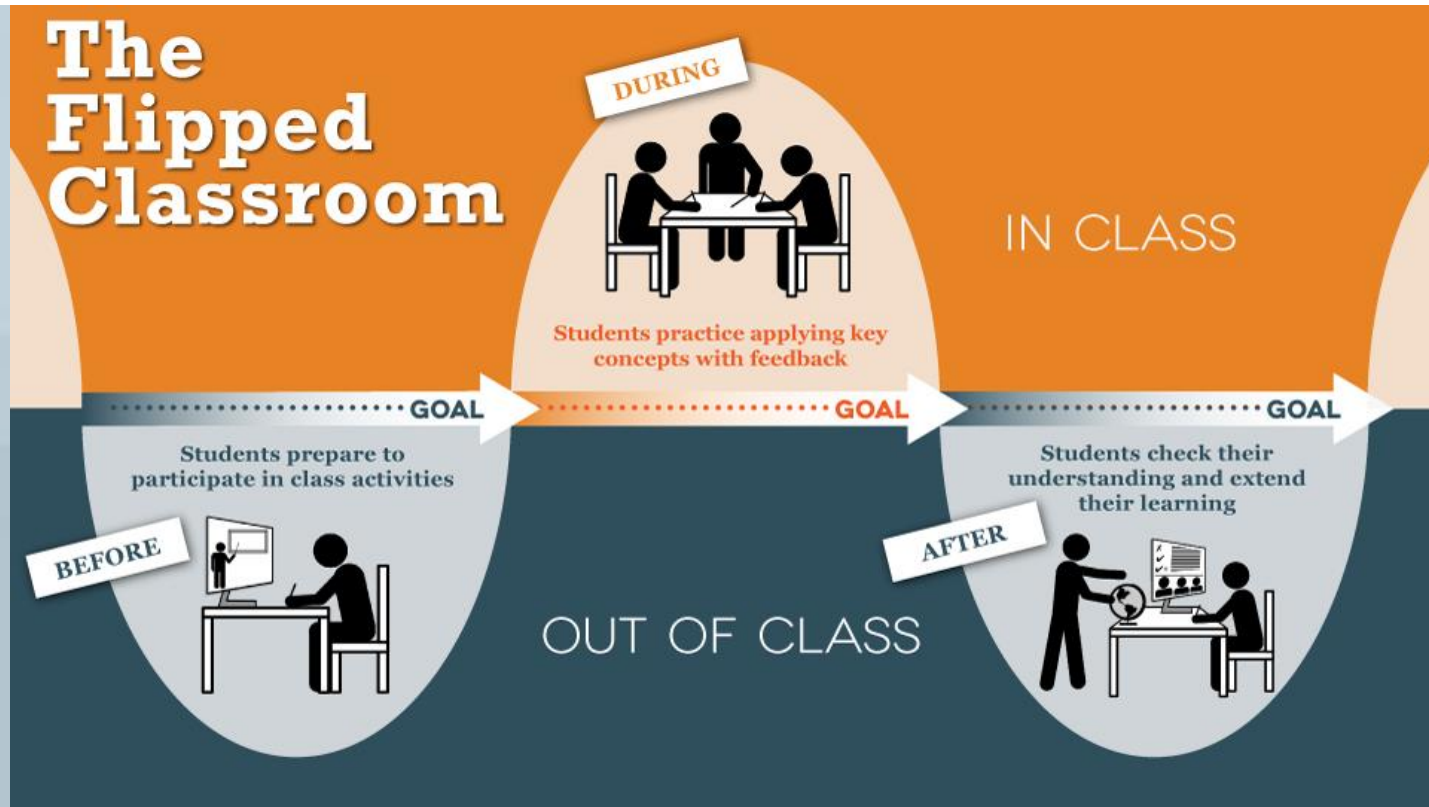 The
Flipped
Classroom
DURING
IN CLASS
Students practice applying key
concepts with feedback
GOAL
GOAL
GOAL
Students prepare to
participate in class activities
BEFORE
OUT OF CLASS
Students check their
understanding and extend
their learning
AFTER